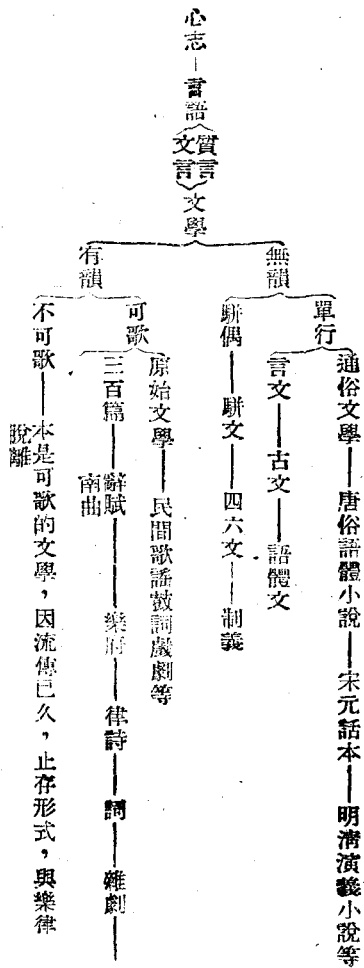 心志—言語
質言
文言
文學
無韻
單行
通俗文學——唐俗語體小說——宋元話本——明清演義小說等
言文——古文——語體文
駢偶——駢文——四六文——制義
有韻
可歌
原始文學——民間歌謠鼓詞戲劇等
三百篇——辭賦——樂府——律詩——詞——雜劇——
南曲
不可歌——本是可歌的文學,因流傳已久,止存形式,與樂律
脫離